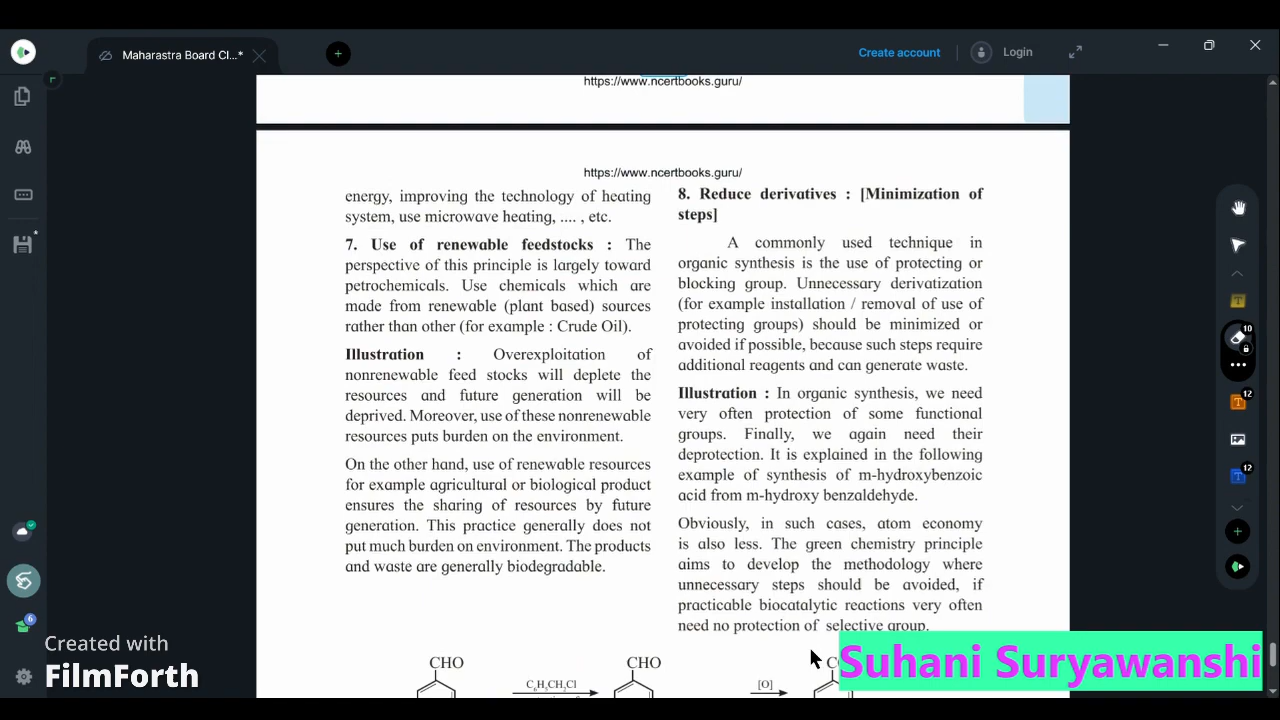 Maharastra Board Cl...*
Create account
Login
https://www.ncertbooks.guru/
https://www.ncertbooks.guru/
energy, improving the technology of heating
system, use microwave heating, .... , etc.
7. Use of renewable feedstocks : The
perspective of this principle is largely toward
petrochemicals. Use chemicals which are
made from renewable (plant based) sources
rather than other (for example : Crude Oil).
Illustration : Overexploitation of
nonrenewable feed stocks will deplete the
resources and future generation will be
deprived. Moreover, use of these nonrenewable
resources puts burden on the environment.
On the other hand, use of renewable resources
for example agricultural or biological product
ensures the sharing of resources by future
generation. This practice generally does not
put much burden on environment. The products
and waste are generally biodegradable.
8. Reduce derivatives : [Minimization of
steps]
A commonly used technique in
organic synthesis is the use of protecting or
blocking group. Unnecessary derivatization
(for example installation / removal of use of
protecting groups) should be minimized or
avoided if possible, because such steps require
additional reagents and can generate waste.
Illustration : In organic synthesis, we need
very often protection of some functional
groups. Finally, we again need their
deprotection. It is explained in the following
example of synthesis of m-hydroxybenzoic
acid from m-hydroxy benzaldehyde.
Obviously, in such cases, atom economy
is also less. The green chemistry principle
aims to develop the methodology where
unnecessary steps should be avoided, if
practicable biocatalytic reactions very often
need no protection of selective group.
CHO
C₆H₅CH₂Cl
CHO
[O]
10
12
12
6
Created with
FilmForth
Suhani Suryawanshi